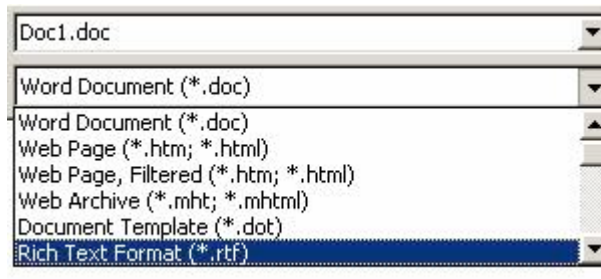 Doc1.doc
Word Document (*.doc)
Word Document (*.doc)
Web Page (*.htm; *.html)
Web Page, Filtered (*.htm; *.html)
Web Archive (*.mht; *.mhtml)
Document Template (*.dot)
Rich Text Format (*.rtf)